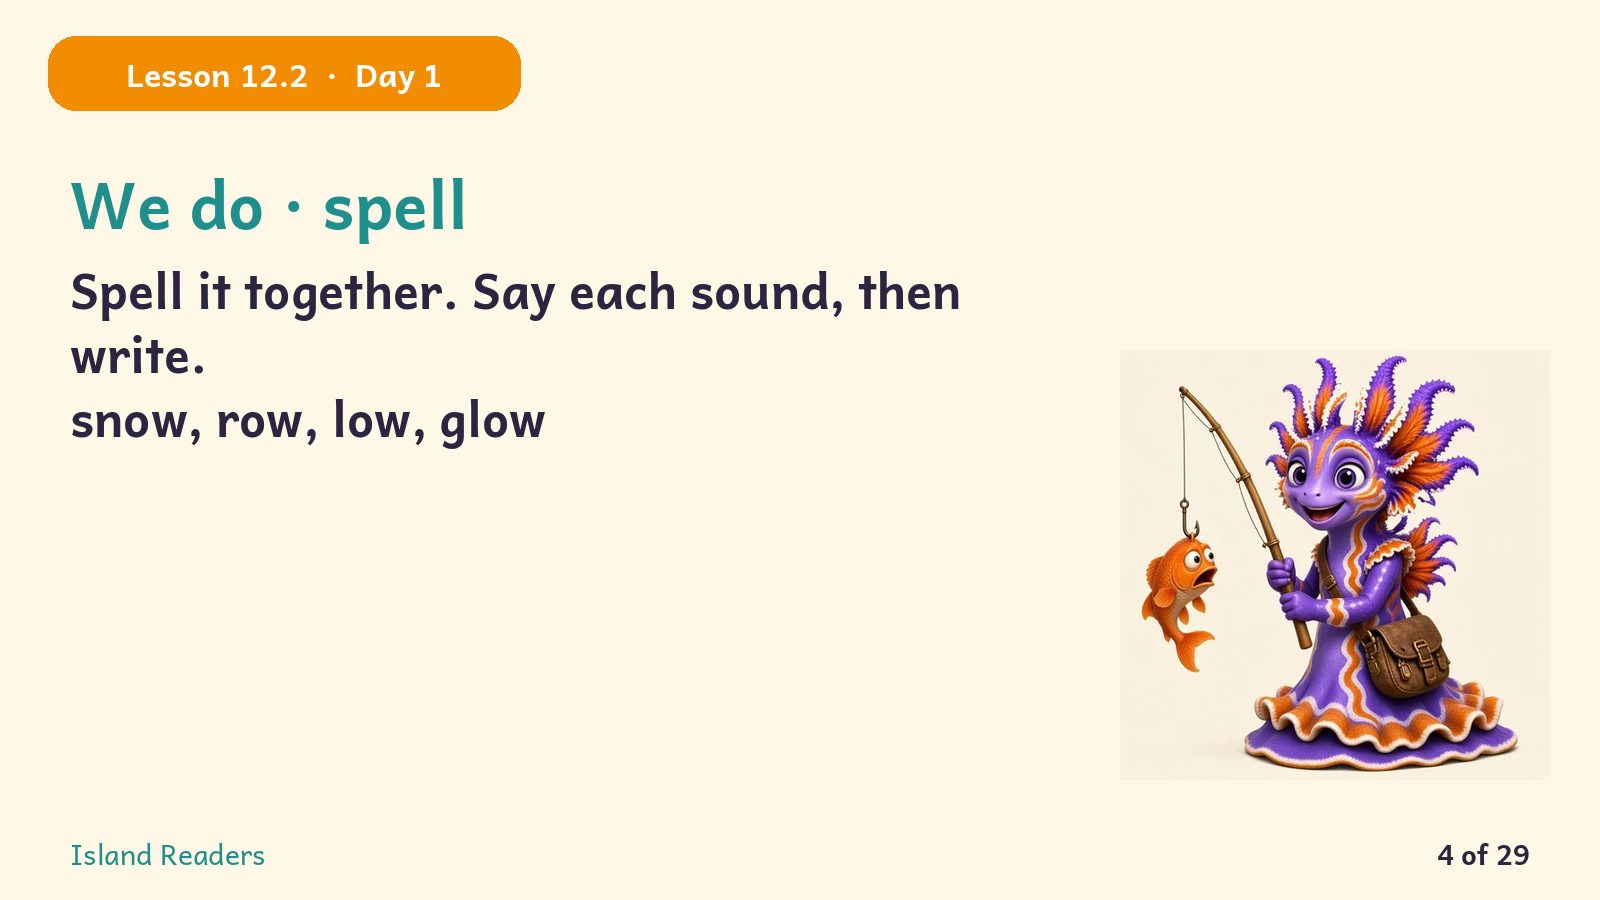 Lesson 12.2 · Day 1
We do · spell
Spell it together. Say each sound, then
write.
snow, row, low, glow
Island Readers
4 of 29